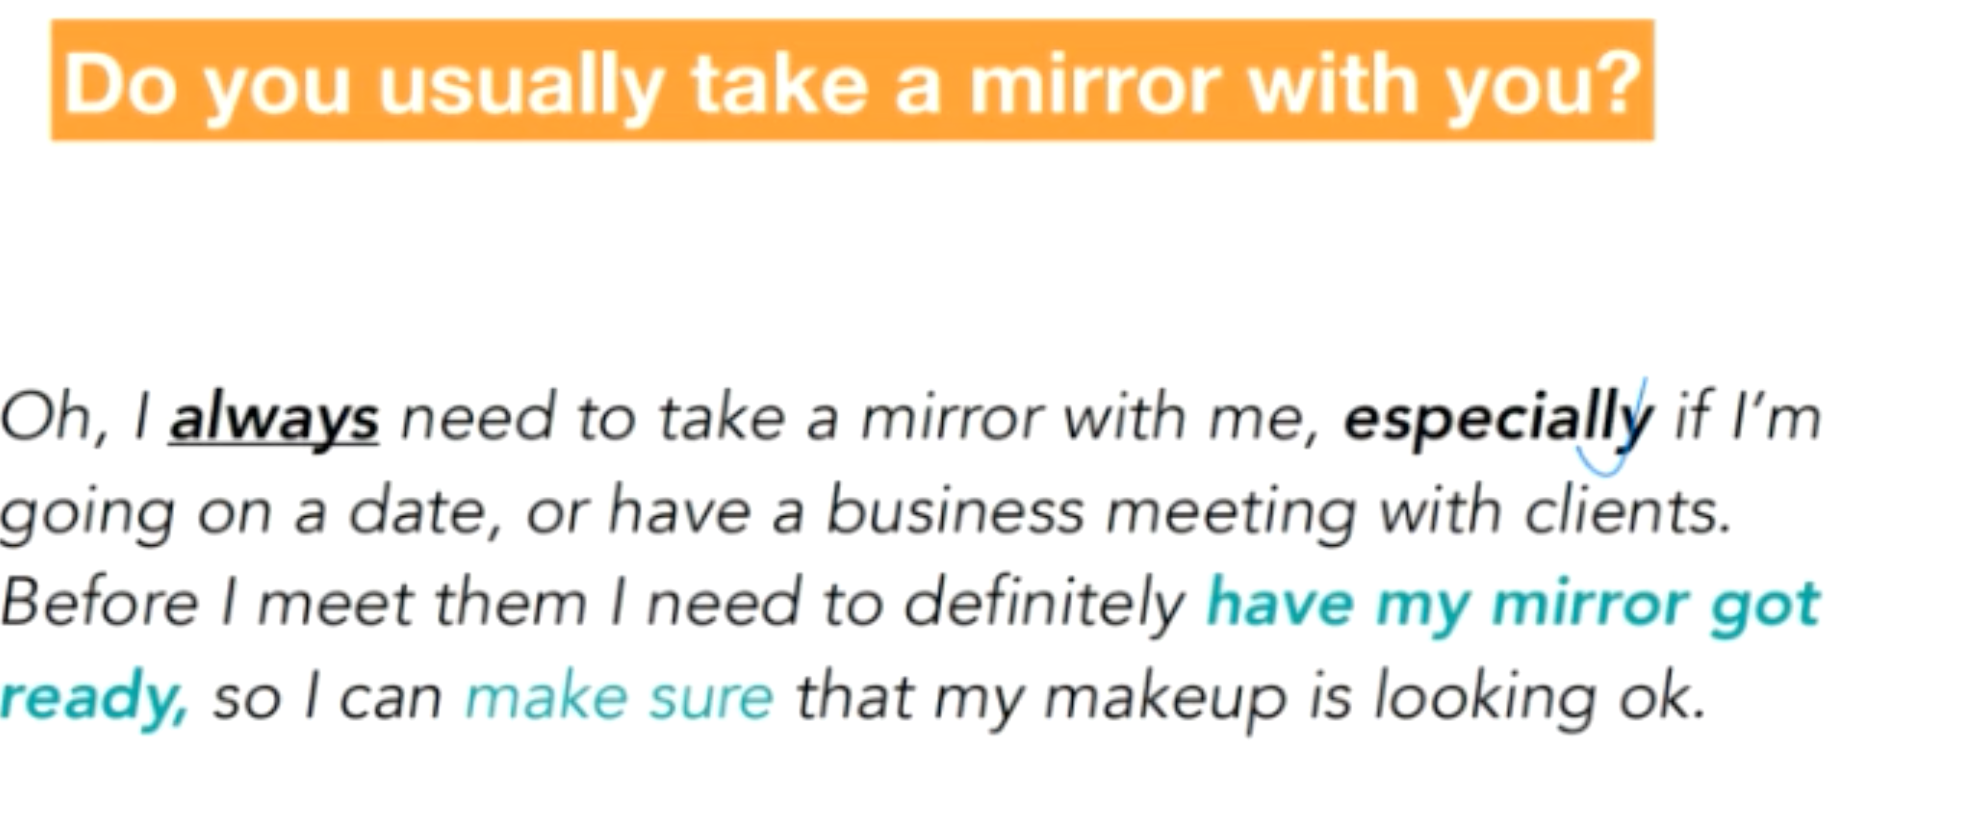 Do you usually take a mirror with you?
Oh, I always need to take a mirror with me, especially if I'm
going on a date, or have a business meeting with clients.
Before I meet them I need to definitely have my mirror got
ready, so I can make sure that my makeup is looking ok.